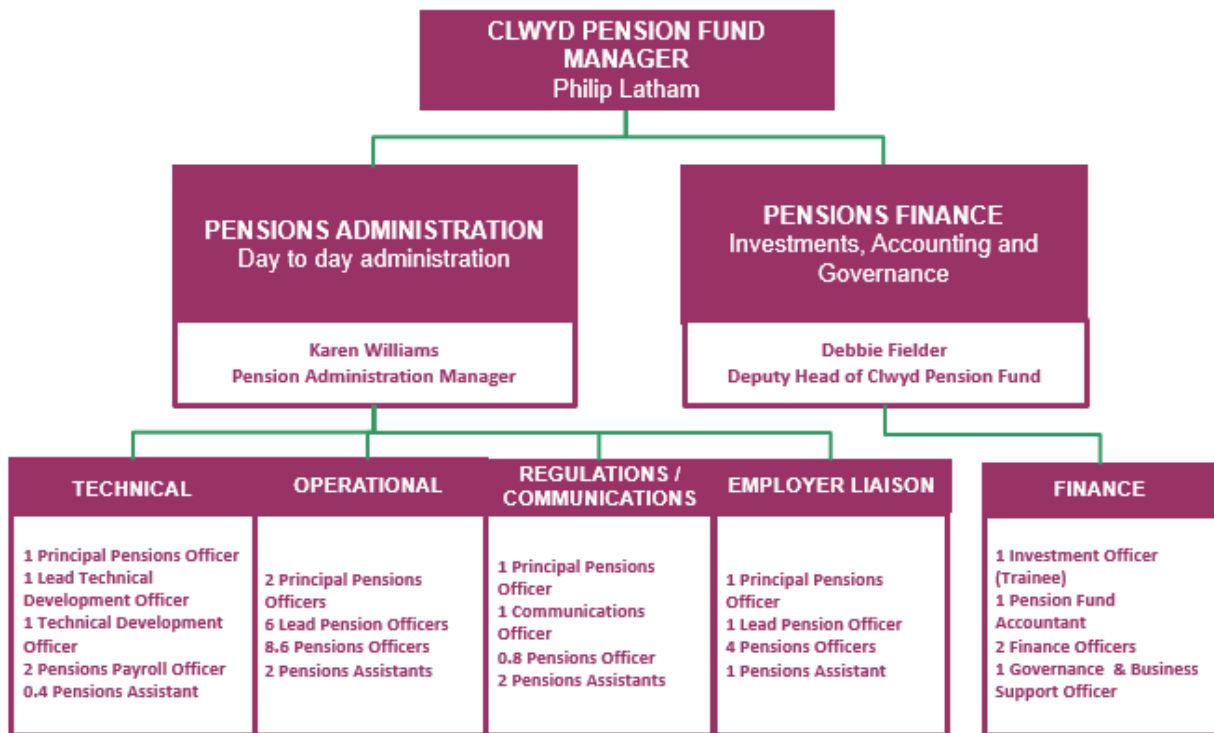 CLWYD PENSION FUND
MANAGER
Philip Latham
PENSIONS ADMINISTRATION
Day to day administration
Karen Williams
Pension Administration Manager
PENSIONS FINANCE
Investments, Accounting and
Governance
Debbie Fielder
Deputy Head of Clwyd Pension Fund
TECHNICAL
1 Principal Pensions Officer
1 Lead Technical
Development Officer
1 Technical Development
Officer
2 Pensions Payroll Officer
0.4 Pensions Assistant
OPERATIONAL
2 Principal Pensions
Officers
6 Lead Pension Officers
8.6 Pensions Officers
2 Pensions Assistants
REGULATIONS /
COMMUNICATIONS
1 Principal Pensions
Officer
1 Communications
Officer
0.8 Pensions Officer
2 Pensions Assistants
EMPLOYER LIAISON
1 Principal Pensions
Officer
1 Lead Pension Officer
4 Pensions Officers
1 Pensions Assistant
FINANCE
1 Investment Officer
(Trainee)
1 Pension Fund
Accountant
2 Finance Officers
1 Governance & Business
Support Officer